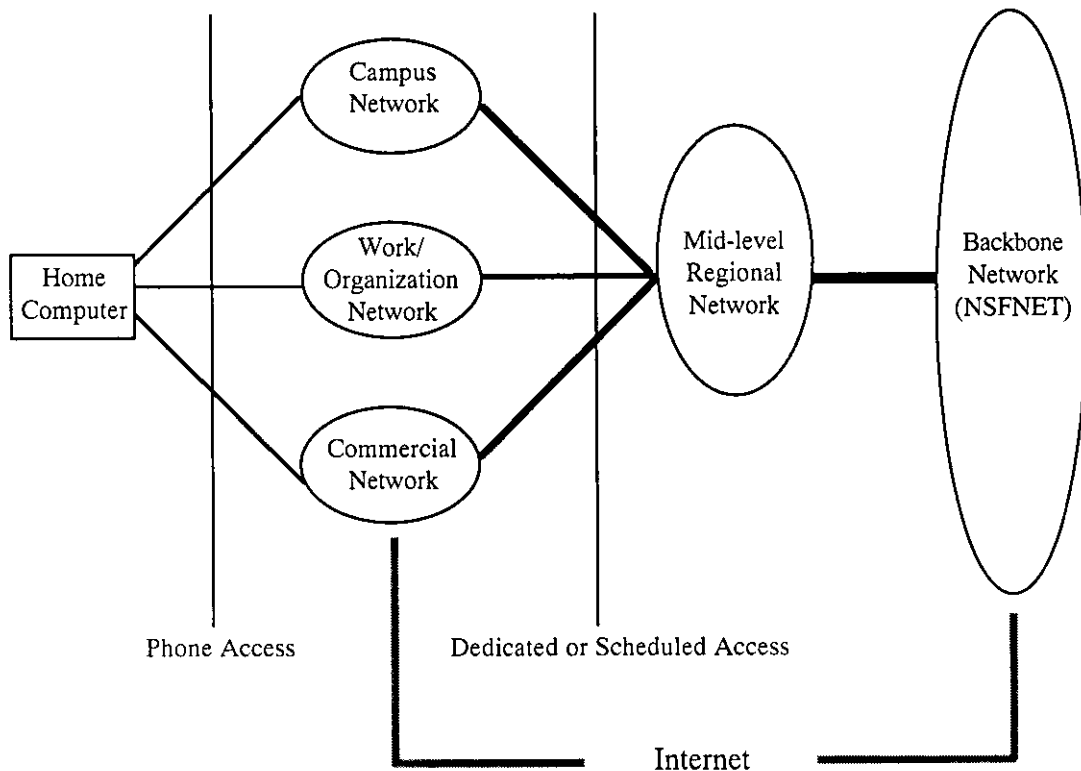 Campus
Network
Work/
Organization
Network
Home
Computer
Commercial
Network
Mid-level
Regional
Network
Backbone
Network
(NSFNET)
Phone Access
Dedicated or Scheduled Access
Internet